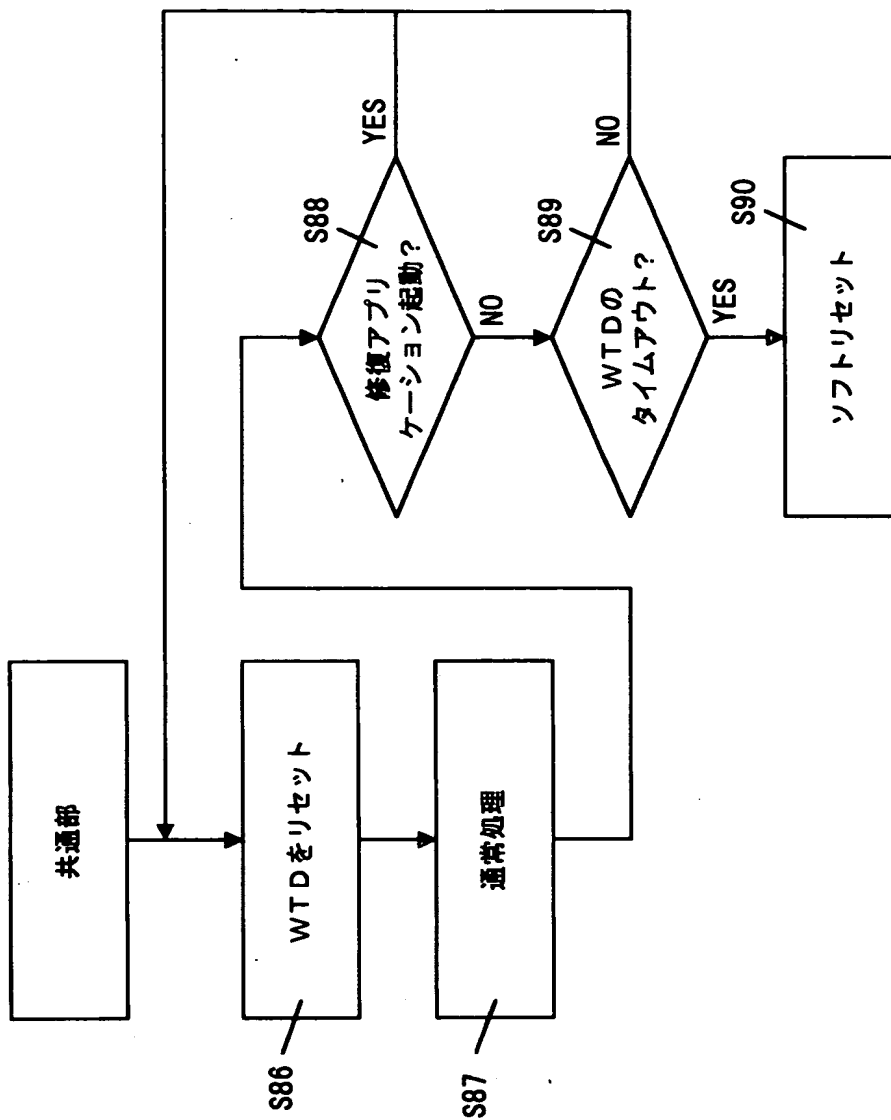 共通部
WTDをリセット
S86
通常処理
S87
修復アプリ
ケーション起動?
S88
YES
NO
WTDの
タイムアウト?
S89
NO
YES
ソフトリセット
S90